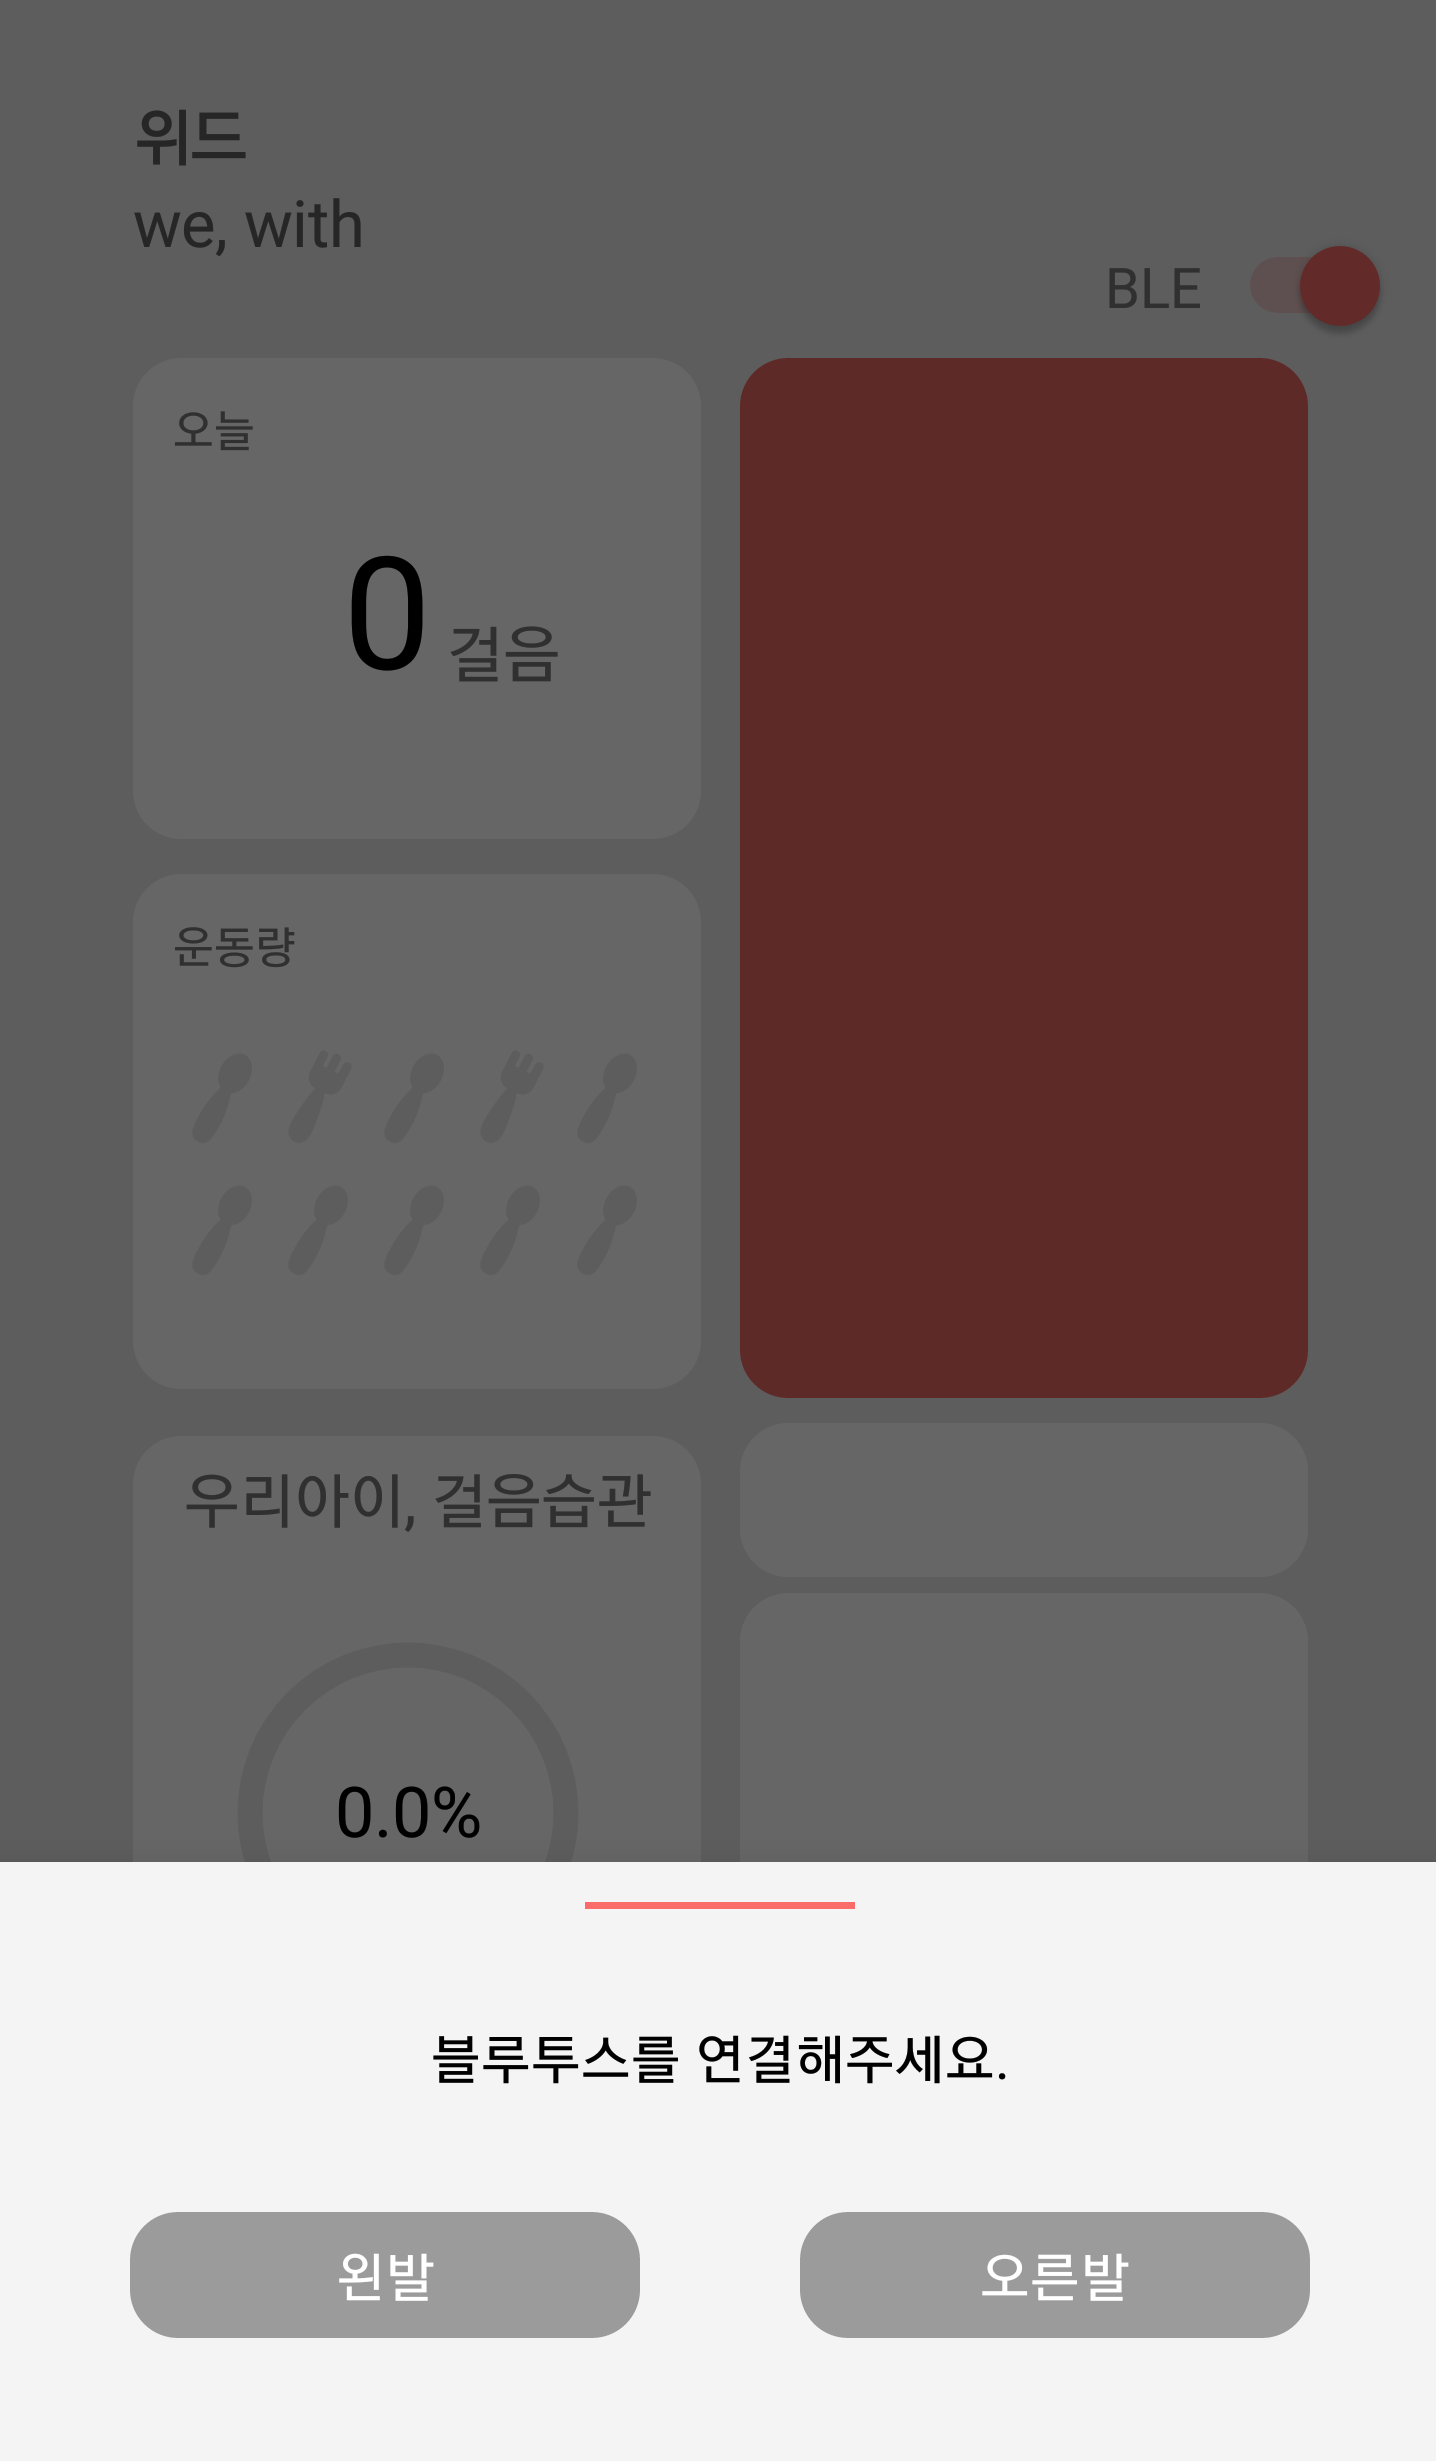 위드
we, with
BLE
오늘
0 걸음
운동량
우리아이, 걸음습관
0.0%
블루투스를 연결해주세요.
왼발
오른발